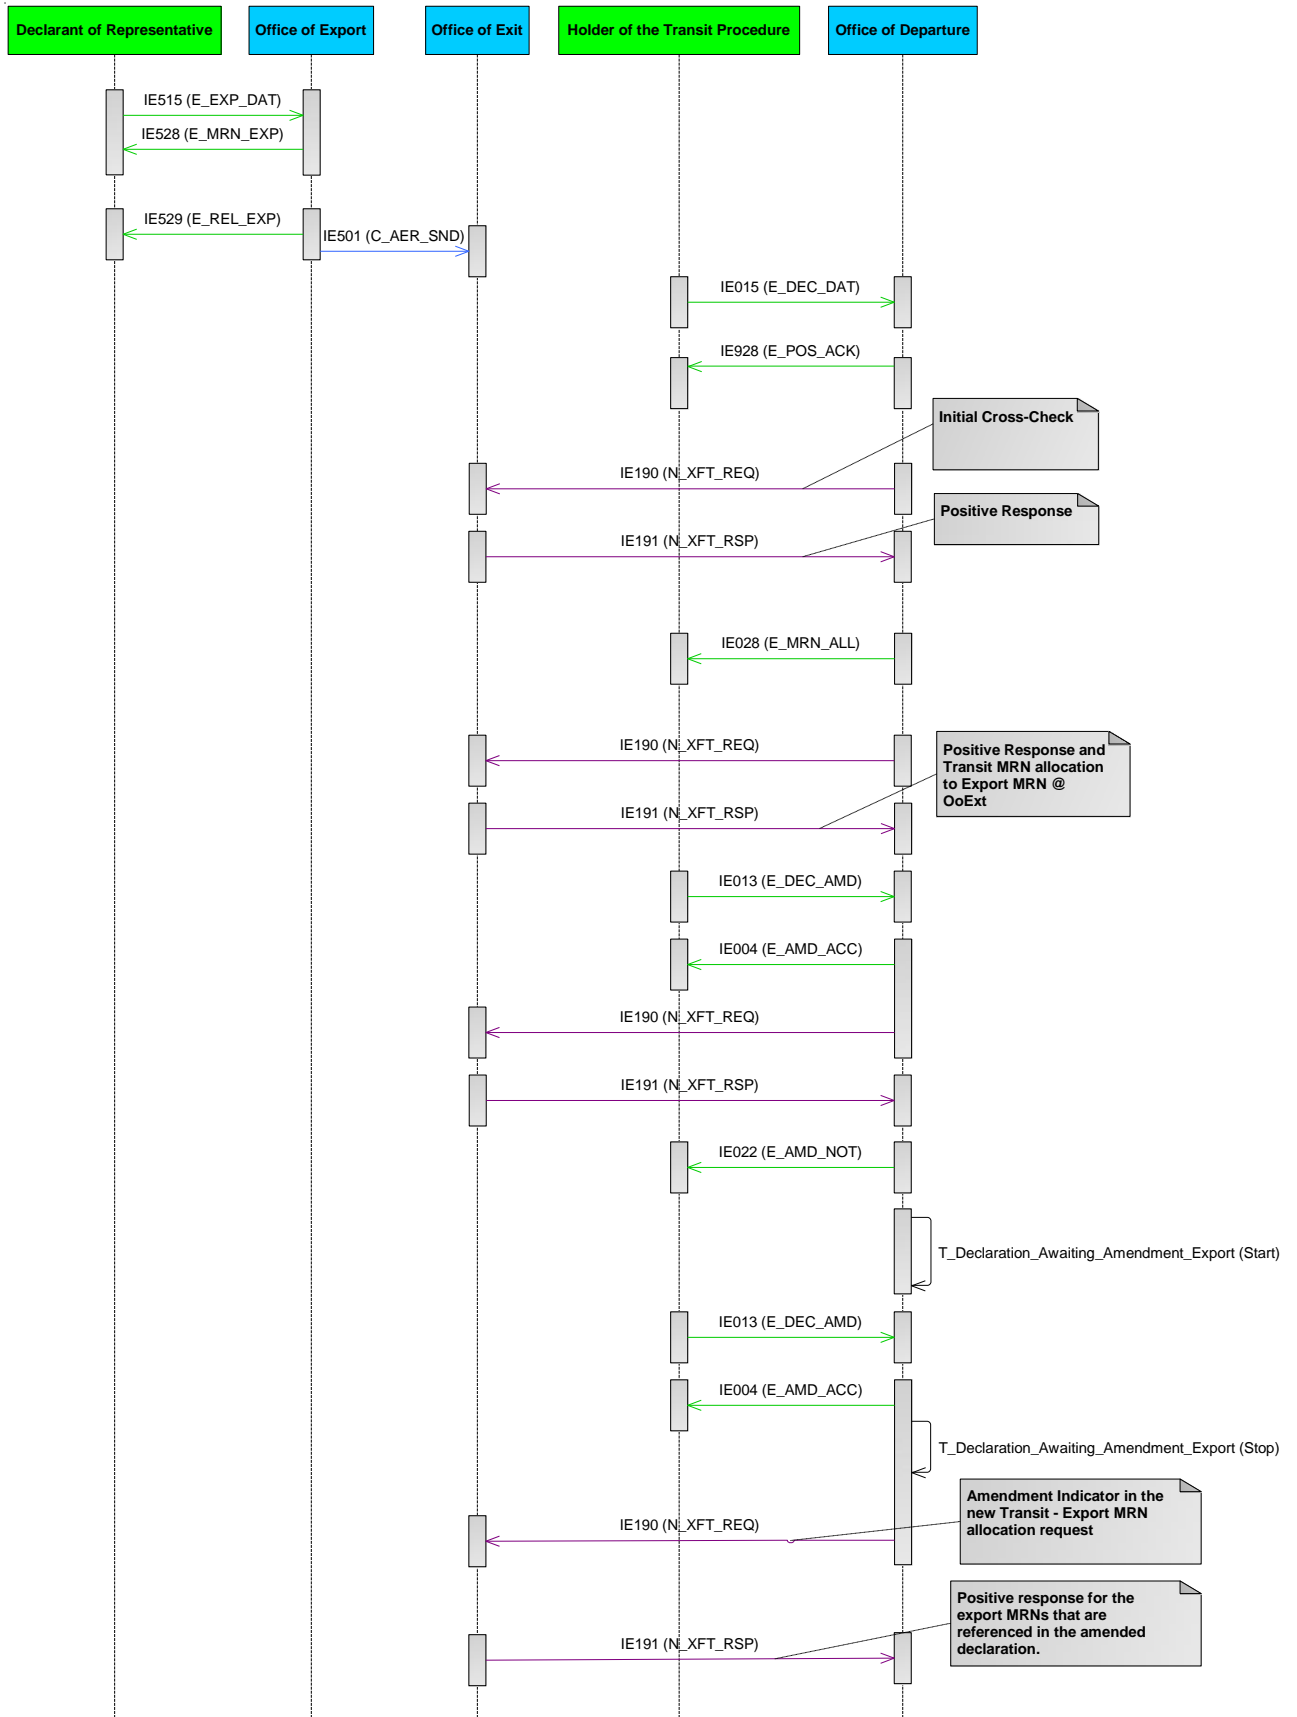 Declarant of Representative
Office of Export
Office of Exit
Holder of the Transit Procedure
Office of Departure
IE515 (E_EXP_DAT)
IE528 (E_MRN_EXP)
IE529 (E_REL_EXP)
IE501 (C_AER_SND)
IE015 (E_DEC_DAT)
IE928 (E_POS_ACK)
Initial Cross-Check
IE190 (N_XFT_REQ)
Positive Response
IE191 (N_XFT_RSP)
IE028 (E_MRN_ALL)
IE190 (N_XFT_REQ)
Positive Response and
Transit MRN allocation
to Export MRN @
OoExt
IE191 (N_XFT_RSP)
IE013 (E_DEC_AMD)
IE004 (E_AMD_ACC)
IE190 (N_XFT_REQ)
IE191 (N_XFT_RSP)
IE022 (E_AMD_NOT)
T_Declaration_Awaiting_Amendment_Export (Start)
IE013 (E_DEC_AMD)
IE004 (E_AMD_ACC)
T_Declaration_Awaiting_Amendment_Export (Stop)
Amendment Indicator in the
new Transit - Export MRN
allocation request
IE190 (N_XFT_REQ)
Positive response for the
export MRNs that are
referenced in the amended
declaration.
IE191 (N_XFT_RSP)